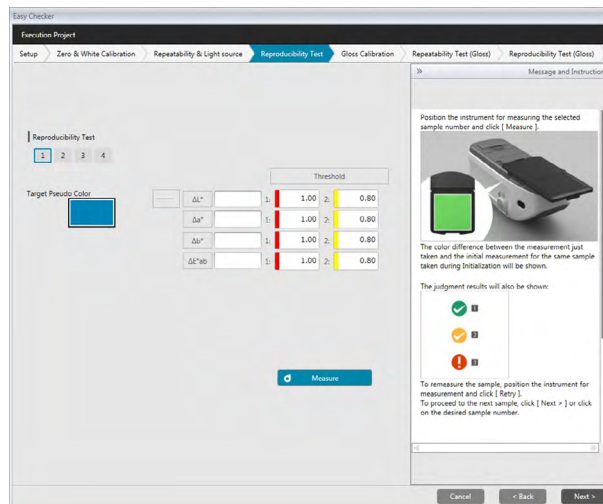 Easy Checker
Execution Project
Setup Zero & White Calibration Repeatability & Light source Reproducibility Test Gloss Calibration Repeatability Test (Gloss) Reproducibility Test (Gloss)
» Message and Instruction
Position the instrument for measuring the selected
sample number and click [ Measure ].
Reproducibility Test
1 2 3 4
Threshold
Target Pseudo Color
ΔL* 1: 1.00 2: 0.80
Δa* 1: 1.00 2: 0.80
Δb* 1: 1.00 2: 0.80
ΔE*ab 1: 1.00 2: 0.80
The color difference between the measurement just
taken and the initial measurement for the same sample
taken during Initialization will be shown.
The judgment results will also be shown:
1
2
3
Measure
To remeasure the sample, position the instrument for
measurement and click [ Retry ].
To proceed to the next sample, click [ Next > ] or click
on the desired sample number.
Cancel < Back Next >